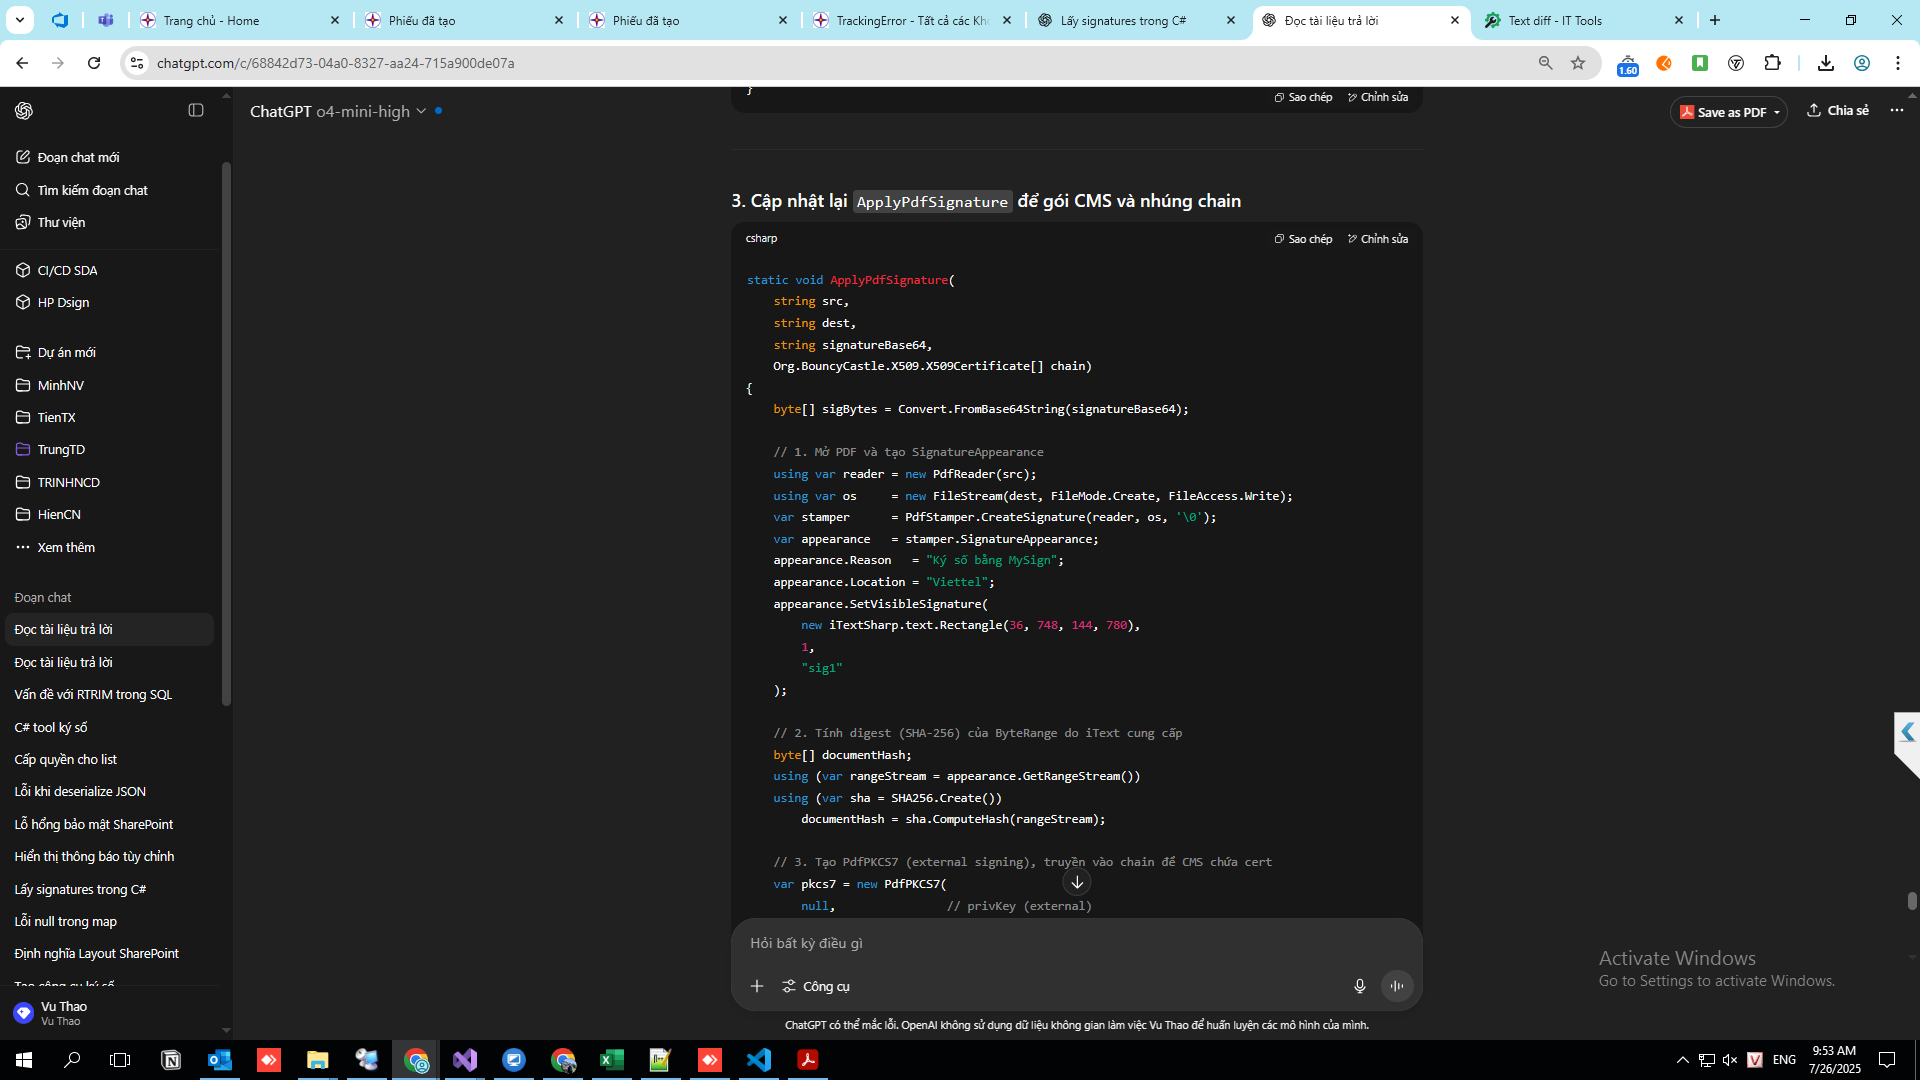 Trang chủ - Home
Phiếu đã tạo
Phiếu đã tạo
TrackingError - Tất cả các Kh
Lấy signatures trong C#
Đọc tài liệu trả lời
Text diff - IT Tools
chatgpt.com/c/68842d73-04a0-8327-aa24-715a900de07a
1.60
ChatGPT o4-mini-high
Save as PDF
Chia sẻ
Đoạn chat mới
Tìm kiếm đoạn chat
Thư viện
CI/CD SDA
HP Dsign
Dự án mới
MinhNV
TienTX
TrungTD
TRINHNCD
HienCN
Xem thêm
Đoạn chat
Đọc tài liệu trả lời
Đọc tài liệu trả lời
Vấn đề với RTRIM trong SQL
C# tool ký số
Cấp quyền cho list
Lỗi khi deserialize JSON
Lỗ hổng bảo mật SharePoint
Hiển thị thông báo tùy chỉnh
Lấy signatures trong C#
Lỗi null trong map
Định nghĩa Layout SharePoint
Tạo công cụ ký số
Vu Thao
Vu Thao
}
Sao chép Chỉnh sửa
3. Cập nhật lại ApplyPdfSignature để gói CMS và nhúng chain
csharp
Sao chép Chỉnh sửa
static void ApplyPdfSignature(
string src,
string dest,
string signatureBase64,
Org.BouncyCastle.X509.X509Certificate[] chain)
{
byte[] sigBytes = Convert.FromBase64String(signatureBase64);
// 1. Mở PDF và tạo SignatureAppearance
using var reader = new PdfReader(src);
using var os = new FileStream(dest, FileMode.Create, FileAccess.Write);
var stamper = PdfStamper.CreateSignature(reader, os, '\0');
var appearance = stamper.SignatureAppearance;
appearance.Reason = "Ký số bằng MySign";
appearance.Location = "Viettel";
appearance.SetVisibleSignature(
new iTextSharp.text.Rectangle(36, 748, 144, 780),
1,
"sig1"
);
// 2. Tính digest (SHA-256) của ByteRange do iText cung cấp
byte[] documentHash;
using (var rangeStream = appearance.GetRangeStream())
using (var sha = SHA256.Create())
documentHash = sha.ComputeHash(rangeStream);
// 3. Tạo PdfPKCS7 (external signing), truyền vào chain để CMS chứa cert
var pkcs7 = new PdfPKCS7(
null, // privKey (external)
Hỏi bất kỳ điều gì
Công cụ
ChatGPT có thể mắc lỗi. OpenAI không sử dụng dữ liệu không gian làm việc Vu Thao để huấn luyện các mô hình của mình.
Activate Windows
Go to Settings to activate Windows.
ENG
9:53 AM
7/26/2025